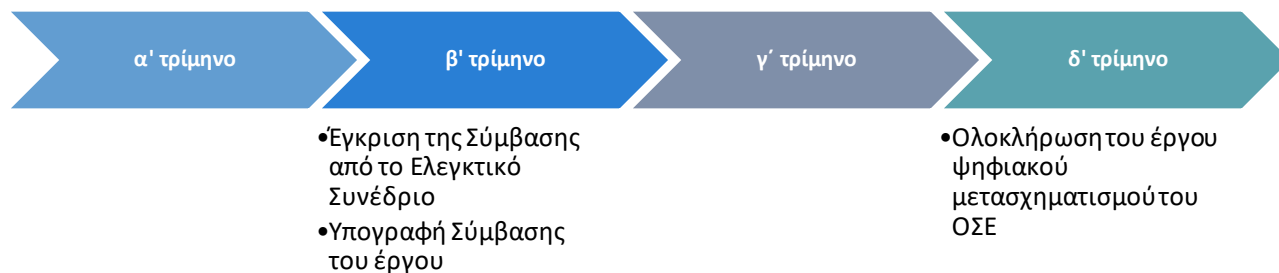 α' τρίμηνο
β' τρίμηνο
γ΄ τρίμηνο
δ' τρίμηνο
•Έγκριση της Σύμβασης
από το Ελεγκτικό
Συνέδριο
•Υπογραφή Σύμβασης
του έργου
•Ολοκλήρωση του έργου
ψηφιακού
μετασχηματισμού του
ΟΣΕ